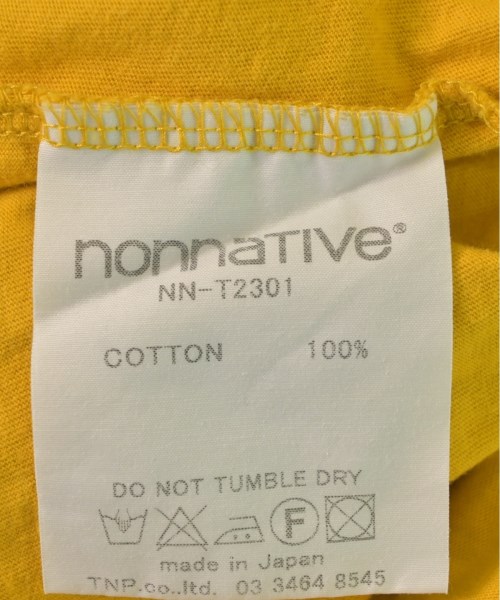 nonnative®
NN-T2301
COTTON 100%
DO NOT TUMBLE DRY
F
made in Japan
TNP.co.,ltd. 03 3464 8545